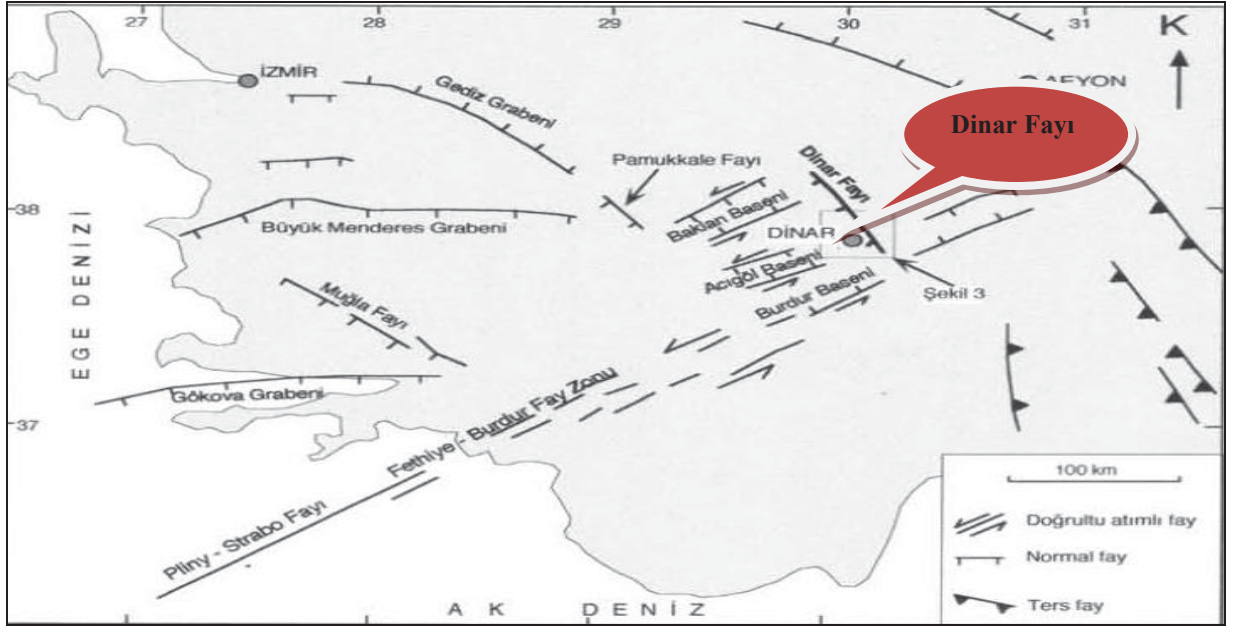 27
28
29
30
31
K
İZMİR
AFYON
Gediz Grabeni
Dinar Fayı
Pamukkale Fayı
Dinar Fayı
38
Baklan Baseni
Büyük Menderes Grabeni
DİNAR
EGE DENİZİ
Acıgöl Baseni
Burdur Baseni
Şekil 3
Muğla Fayı
Gökova Grabeni
37
Fethiye - Burdur Fay Zonu
Pliny - Strabo Fayı
100 km
Doğrultu atımlı fay
Normal fay
Ters fay
AK DENİZ